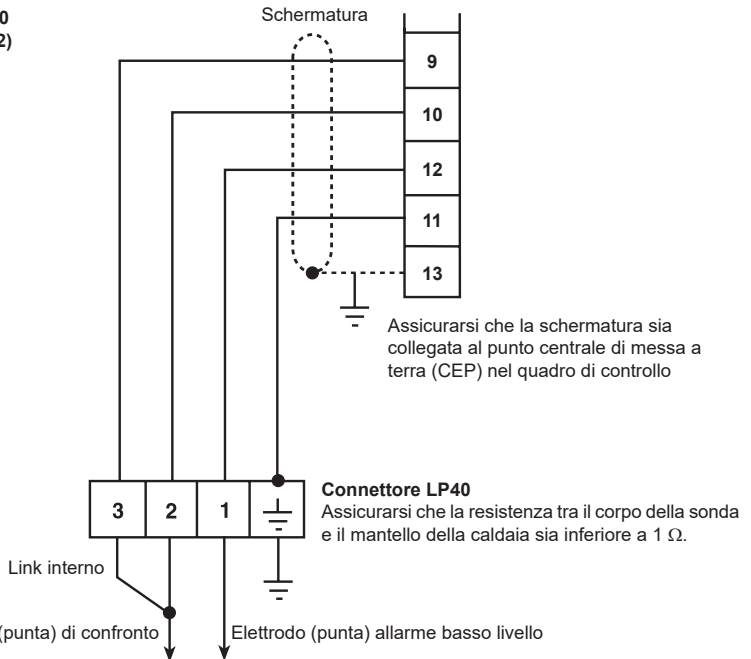 0
2)
Schermatura
9
10
12
11
13
Assicurarsi che la schermatura sia
collegata al punto centrale di messa a
terra (CEP) nel quadro di controllo
3
2
1
Connettore LP40
Assicurarsi che la resistenza tra il corpo della sonda
e il mantello della caldaia sia inferiore a 1 Ω.
Link interno
(punta) di confronto
Elettrodo (punta) allarme basso livello